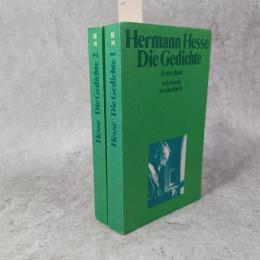 Hermann Hesse
Die Gedichte
Erster Band
suhrkamp
taschenbuch
Hesse Die Gedichte 2
Hesse Die Gedichte 1